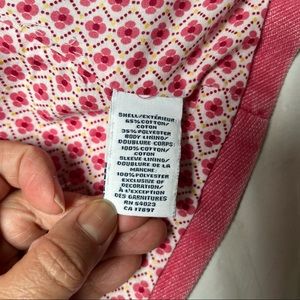 SHELL/EXTÉRIEUR
65% COTTON/
COTON
35% POLYESTER
BODY LINING/
DOUBLURE CORPS:
100% COTTON/
COTON
SLEEVE LINING/
DOUBLURE DE LA
MANCHE:
100% POLYESTER
EXCLUSIVE OF
DECORATION/
À L'EXCEPTION
DES GARNITURES
RN 54023
CA 17897